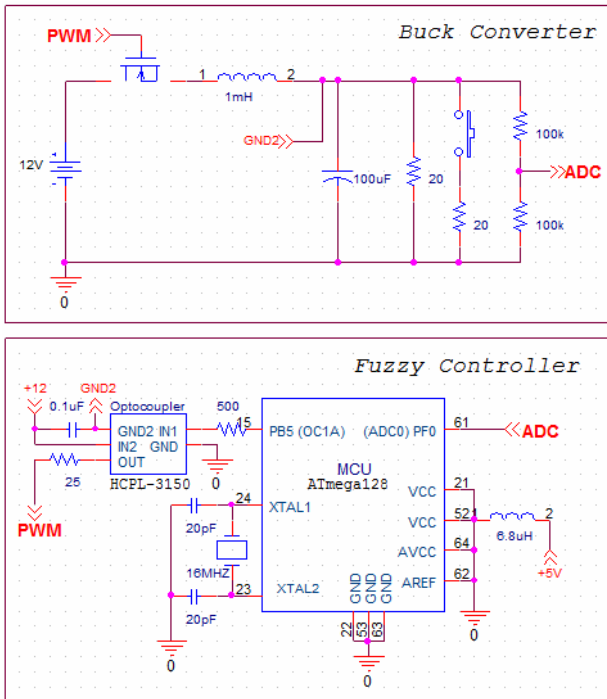 PWM
Buck Converter
1
2
1mH
GND2
12V
100uF
20
20
100k
ADC
100k
0
Fuzzy Controller
+12
GND2
0.1uF
Optocoupler
500
15
GND2 IN1
IN2 GND
OUT
HCPL-3150
25
PWM
0
PB5 (OC1A)
(ADC0) PF0
61
ADC
MCU
ATmega128
VCC
21
VCC
521
2
6.8uH
+5V
AVCC
64
AREF
62
0
24
XTAL1
20pF
16MHZ
23
XTAL2
20pF
0
GND
GND
GND
22
53
63
0